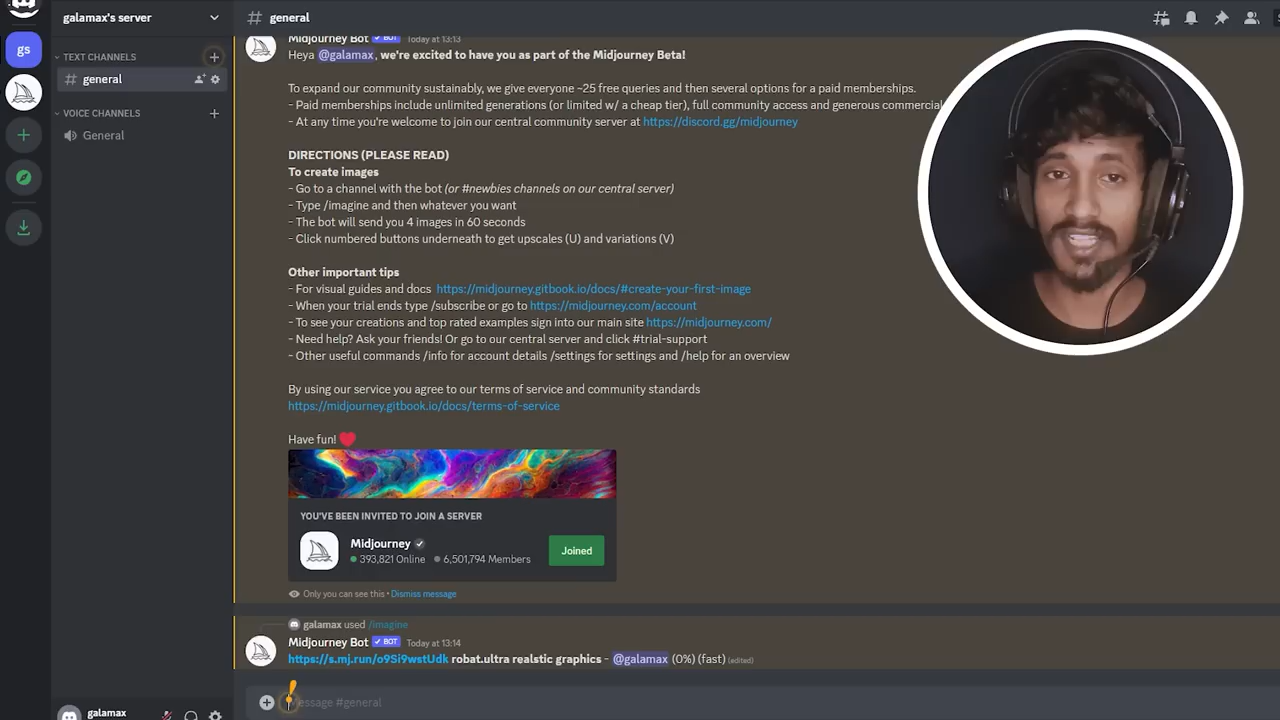 galamax's server
general
gs
TEXT CHANNELS
general
VOICE CHANNELS
General
Midjourney Bot BOT Today at 13:13
Heya @galamax, we're excited to have you as part of the Midjourney Beta!
To expand our community sustainably, we give everyone ~25 free queries and then several options for a paid memberships.
- Paid memberships include unlimited generations (or limited w/ a cheap tier), full community access and generous commercial
- At any time you're welcome to join our central community server at https://discord.gg/midjourney
DIRECTIONS (PLEASE READ)
To create images
- Go to a channel with the bot (or #newbies channels on our central server)
- Type /imagine and then whatever you want
- The bot will send you 4 images in 60 seconds
- Click numbered buttons underneath to get upscales (U) and variations (V)
Other important tips
- For visual guides and docs https://midjourney.gitbook.io/docs/#create-your-first-image
- When your trial ends type /subscribe or go to https://midjourney.com/account
- To see your creations and top rated examples sign into our main site https://midjourney.com/
- Need help? Ask your friends! Or go to our central server and click #trial-support
- Other useful commands /info for account details /settings for settings and /help for an overview
By using our service you agree to our terms of service and community standards
https://midjourney.gitbook.io/docs/terms-of-service
Have fun!
YOU'VE BEEN INVITED TO JOIN A SERVER
Midjourney
393,821 Online 6,501,794 Members
Joined
Only you can see this • Dismiss message
galamax used /imagine
Midjourney Bot BOT Today at 13:14
https://s.mj.run/o9Si9wstUdk robat.ultra realstic graphics - @galamax (0%) (fast) (edited)
Message #general
galamax